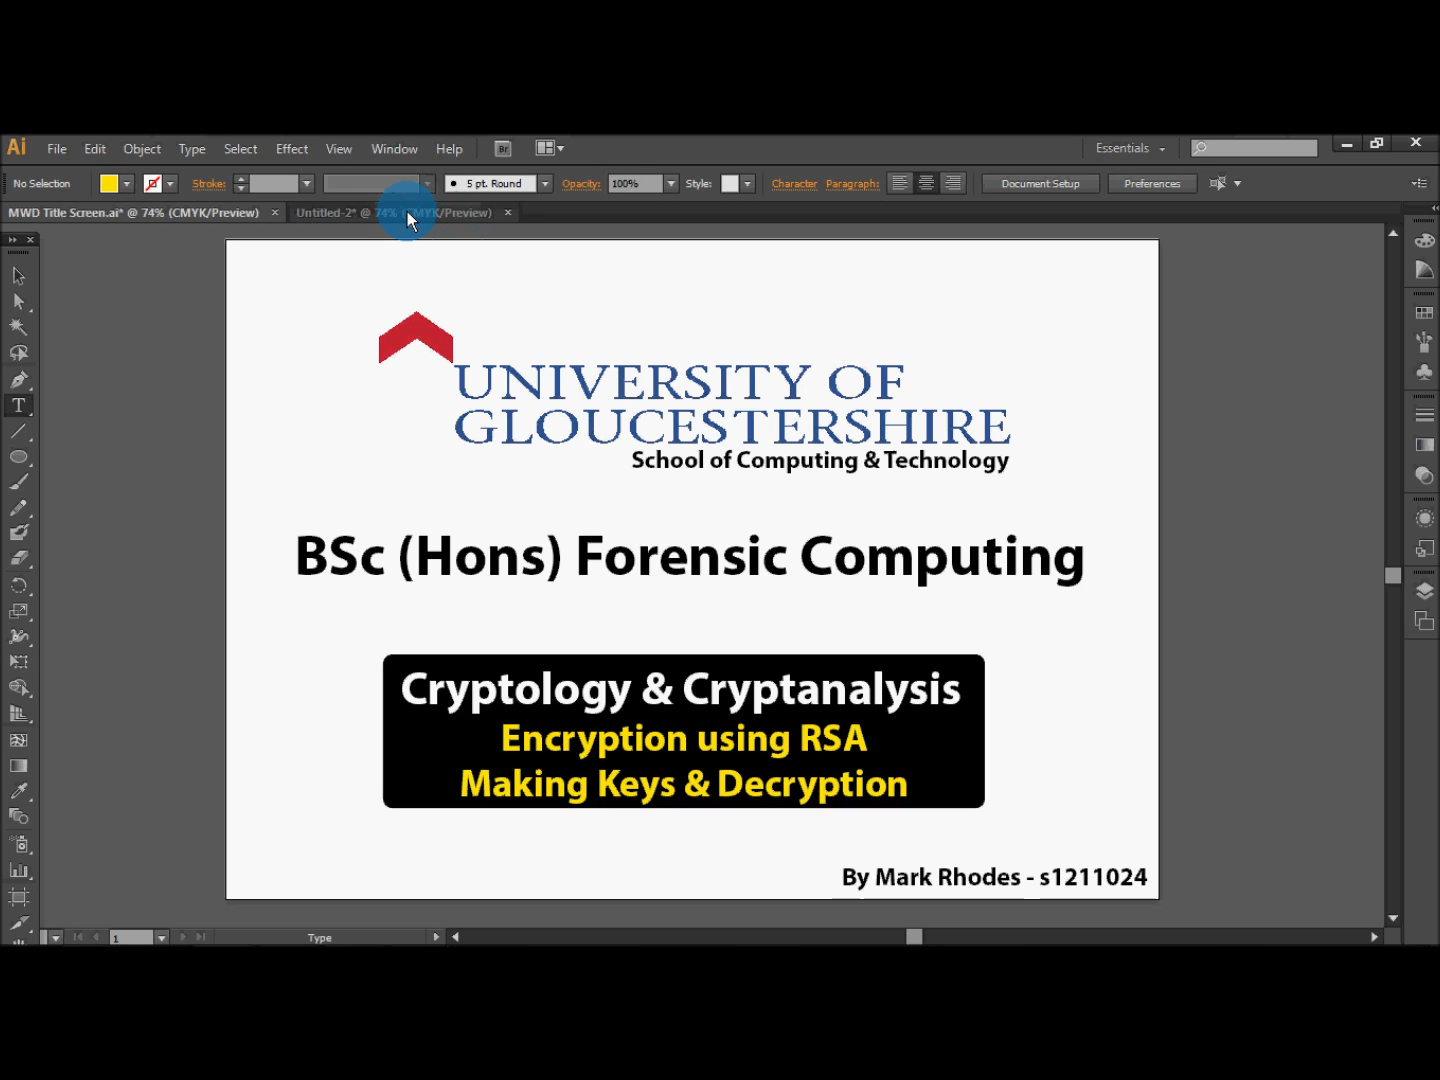 Ai File Edit Object Type Select Effect View Window Help Br Essentials
No Selection Stroke: 5 pt. Round Opacity: 100% Style: Character Paragraph: Document Setup Preferences
MWD Title Screen.ai* @ 74% (CMYK/Preview) × Untitled-2* @ 74% (CMYK/Preview) ×
UNIVERSITY OF
GLOUCESTERSHIRE
School of Computing & Technology
BSc (Hons) Forensic Computing
Cryptology & Cryptanalysis
Encryption using RSA
Making Keys & Decryption
By Mark Rhodes - s1211024
1 Type